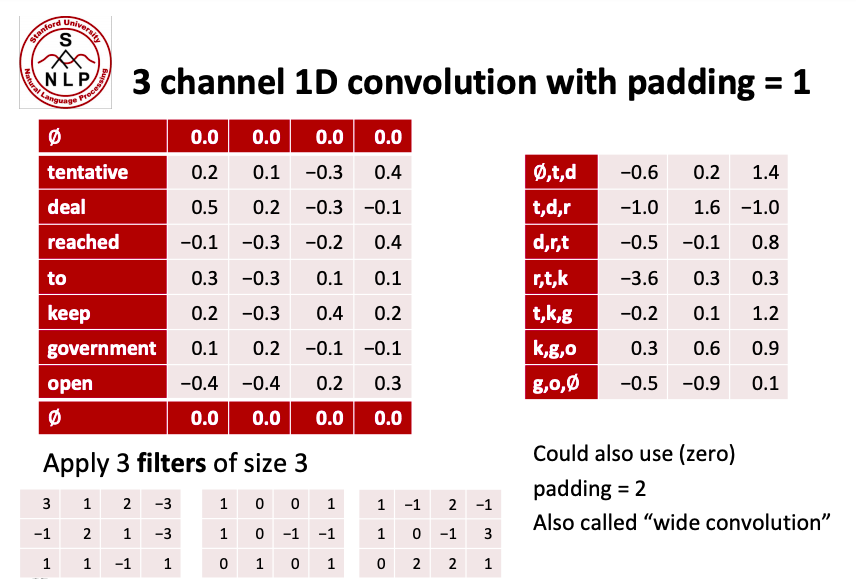 Stanford University
S
NLP
Natural Language Processing
3 channel 1D convolution with padding = 1
Ø 0.0 0.0 0.0 0.0
tentative 0.2 0.1 −0.3 0.4
deal 0.5 0.2 −0.3 −0.1
reached −0.1 −0.3 −0.2 0.4
to 0.3 −0.3 0.1 0.1
keep 0.2 −0.3 0.4 0.2
government 0.1 0.2 −0.1 −0.1
open −0.4 −0.4 0.2 0.3
Ø 0.0 0.0 0.0 0.0
Ø,t,d −0.6 0.2 1.4
t,d,r −1.0 1.6 −1.0
d,r,t −0.5 −0.1 0.8
r,t,k −3.6 0.3 0.3
t,k,g −0.2 0.1 1.2
k,g,o 0.3 0.6 0.9
g,o,Ø −0.5 −0.9 0.1
Apply 3 filters of size 3
3 1 2 −3
−1 2 1 −3
1 1 −1 1
1 0 0 1
1 0 −1 −1
0 1 0 1
1 −1 2 −1
1 0 −1 3
0 2 2 1
Could also use (zero)
padding = 2
Also called “wide convolution”